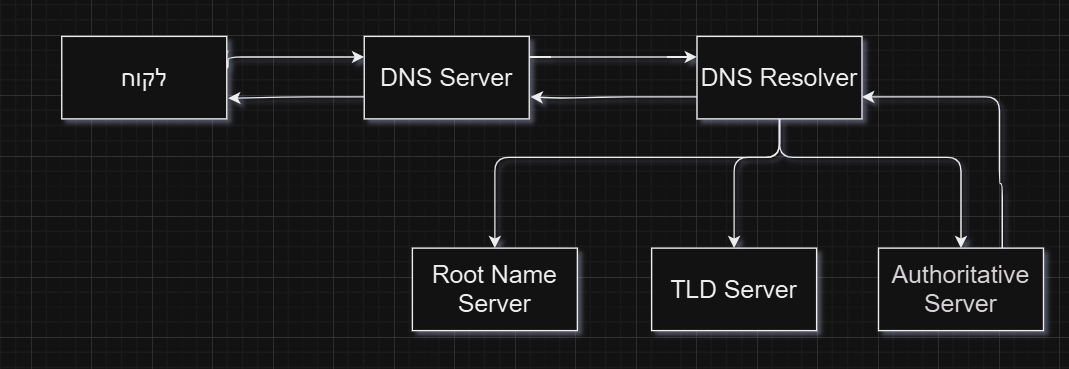 לקוח
DNS Server
DNS Resolver
Root Name
Server
TLD Server
Authoritative
Server